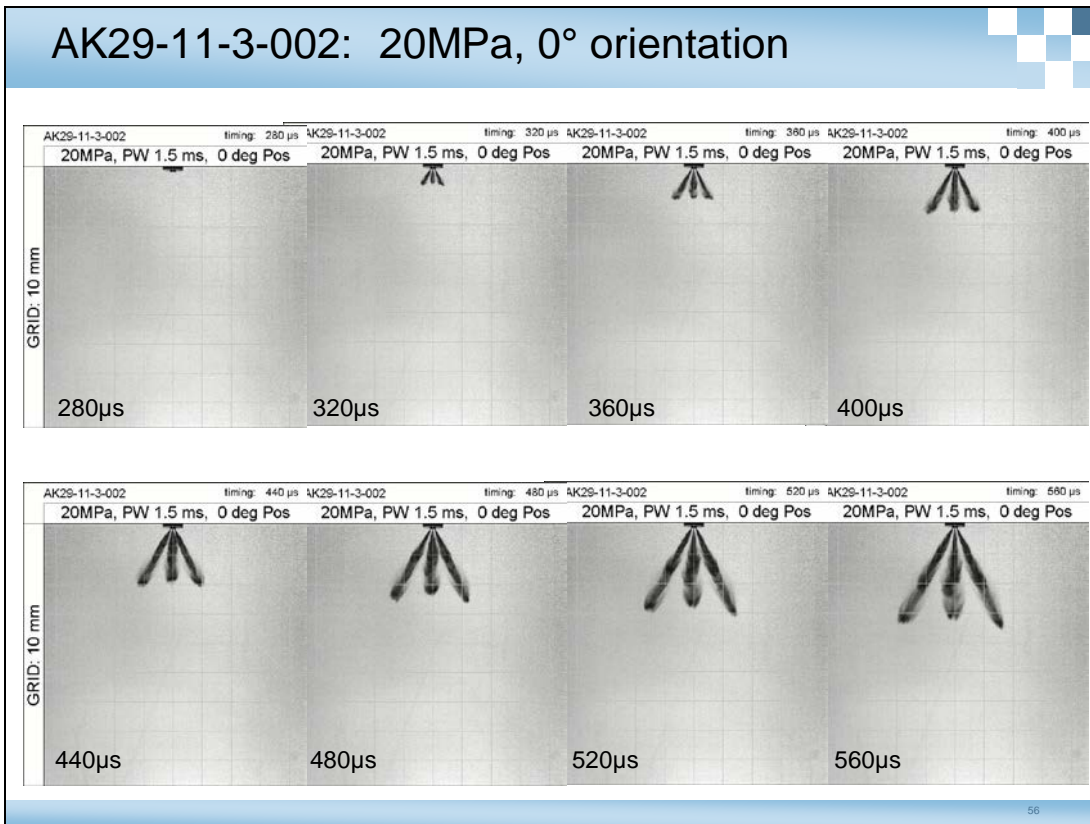 AK29-11-3-002: 20MPa, 0° orientation
AK29-11-3-002 timing: 280 µs
20MPa, PW 1.5 ms, 0 deg Pos
AK29-11-3-002 timing: 320 µs
20MPa, PW 1.5 ms, 0 deg Pos
AK29-11-3-002 timing: 360 µs
20MPa, PW 1.5 ms, 0 deg Pos
AK29-11-3-002 timing: 400 µs
20MPa, PW 1.5 ms, 0 deg Pos
GRID: 10 mm
280µs
320µs
360µs
400µs
AK29-11-3-002 timing: 440 µs
20MPa, PW 1.5 ms, 0 deg Pos
AK29-11-3-002 timing: 480 µs
20MPa, PW 1.5 ms, 0 deg Pos
AK29-11-3-002 timing: 520 µs
20MPa, PW 1.5 ms, 0 deg Pos
AK29-11-3-002 timing: 560 µs
20MPa, PW 1.5 ms, 0 deg Pos
GRID: 10 mm
440µs
480µs
520µs
560µs
56